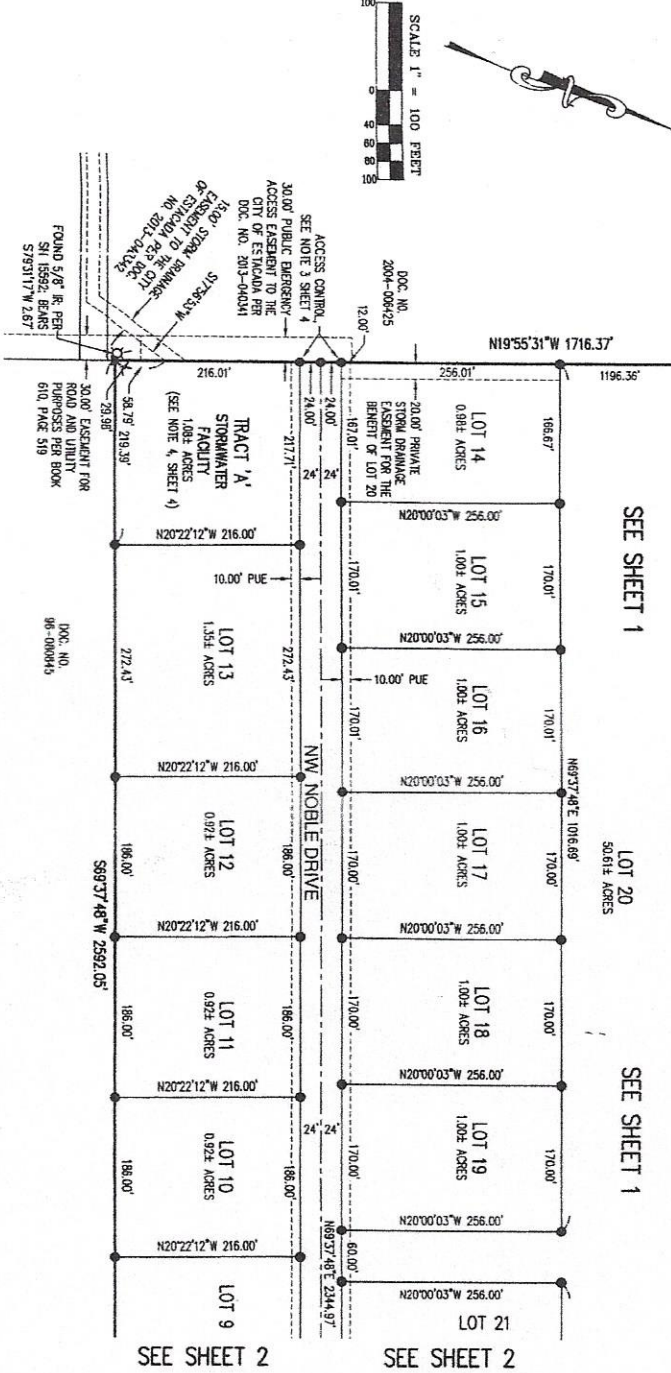 SCALE 1" = 100 FEET
100
0
40
60
80
100
SEE SHEET 1
SEE SHEET 1
LOT 20
50.61± ACRES
N69°37'48"E 1016.69'
N19°55'31"W 1716.37'
1196.36'
256.01'
DOC. NO.
2004-006425
12.00'
ACCESS CONTROL,
SEE NOTE 3 SHEET 4
30.00' PUBLIC EMERGENCY
ACCESS EASEMENT TO THE
CITY OF ESTACADA PER
DOC. NO. 2013-040341
15.00' STORM DRAINAGE
EASEMENT TO THE CITY
OF ESTACADA PER DOC.
NO. 2013-040342
S17°56'53"W
FOUND 5/8" IR; PER
SN 15592; BEARS
S79°31'17"W 2.67'
166.67'
LOT 14
0.98± ACRES
20.00' PRIVATE
STORM DRAINAGE
EASEMENT FOR THE
BENEFIT OF LOT 20
167.01'
N20°00'03"W 256.00'
170.01'
LOT 15
1.00± ACRES
170.01'
N20°00'03"W 256.00'
170.01'
LOT 16
1.00± ACRES
170.01'
10.00' PUE
N20°00'03"W 256.00'
170.00'
LOT 17
1.00± ACRES
170.00'
N20°00'03"W 256.00'
170.00'
LOT 18
1.00± ACRES
170.00'
N20°00'03"W 256.00'
170.00'
LOT 19
1.00± ACRES
170.00'
N20°00'03"W 256.00'
60.00'
N20°00'03"W 256.00'
LOT 21
24.00'
24.00'
24'
24'
NW NOBLE DRIVE
24'
24'
N69°37'48"E 2344.97'
216.01'
217.71'
TRACT 'A'
STORMWATER
FACILITY
1.08± ACRES
(SEE NOTE 4, SHEET 4)
58.79'
219.39'
29.98'
30.00' EASEMENT FOR
ROAD AND UTILITY
PURPOSES PER BOOK
610, PAGE 519
N20°22'12"W 216.00'
10.00' PUE
272.43'
LOT 13
1.35± ACRES
272.43'
DOC. NO.
96-080845
N20°22'12"W 216.00'
186.00'
LOT 12
0.92± ACRES
186.00'
N20°22'12"W 216.00'
S69°37'48"W 2592.05'
186.00'
LOT 11
0.92± ACRES
186.00'
N20°22'12"W 216.00'
186.00'
LOT 10
0.92± ACRES
186.00'
N20°22'12"W 216.00'
LOT 9
SEE SHEET 2
SEE SHEET 2